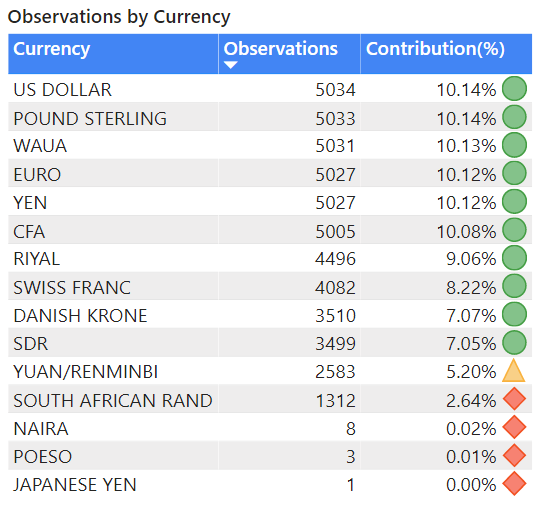 Observations by Currency
Currency Observations Contribution(%)
US DOLLAR 5034 10.14%
POUND STERLING 5033 10.14%
WAUA 5031 10.13%
EURO 5027 10.12%
YEN 5027 10.12%
CFA 5005 10.08%
RIYAL 4496 9.06%
SWISS FRANC 4082 8.22%
DANISH KRONE 3510 7.07%
SDR 3499 7.05%
YUAN/RENMINBI 2583 5.20%
SOUTH AFRICAN RAND 1312 2.64%
NAIRA 8 0.02%
POESO 3 0.01%
JAPANESE YEN 1 0.00%